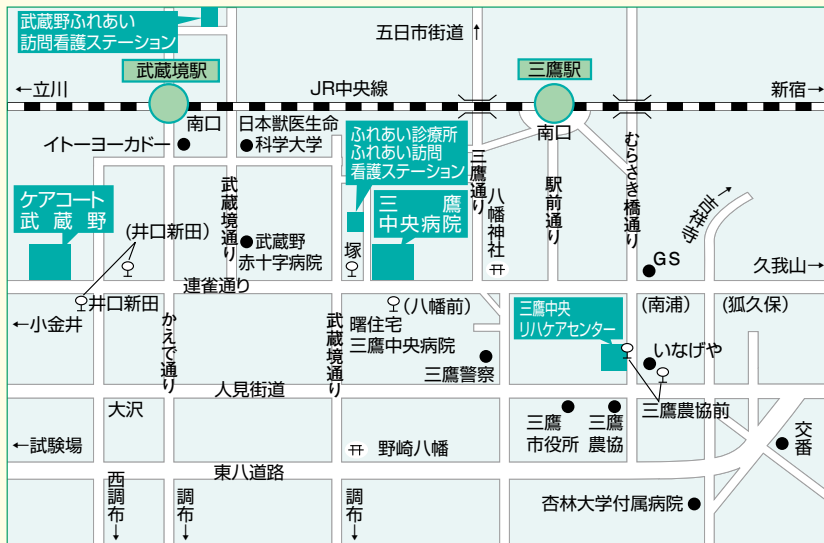 武蔵野ふれあい
訪問看護ステーション
五日市街道↑
武蔵境駅
三鷹駅
←立川
JR中央線
新宿→
南口
南口
イトーヨーカドー
日本獣医生命
科学大学
ふれあい診療所
ふれあい訪問
看護ステーション
三鷹通り
駅前通り
むらさき橋通り
吉祥寺→
ケアコート
武蔵野
武蔵境通り
三鷹
中央病院
八幡神社
(井口新田)
武蔵野
赤十字病院
塚
GS
久我山→
連雀通り
井口新田
(八幡前)
(南浦)
(狐久保)
←小金井
かえで通り
武蔵境通り
曙住宅
三鷹中央病院
三鷹中央
リハケアセンター
いなげや
三鷹警察
人見街道
大沢
三鷹農協前
三鷹
市役所
三鷹
農協
交番
←試験場
野崎八幡
東八道路
西調布↓
調布↓
調布↓
杏林大学付属病院